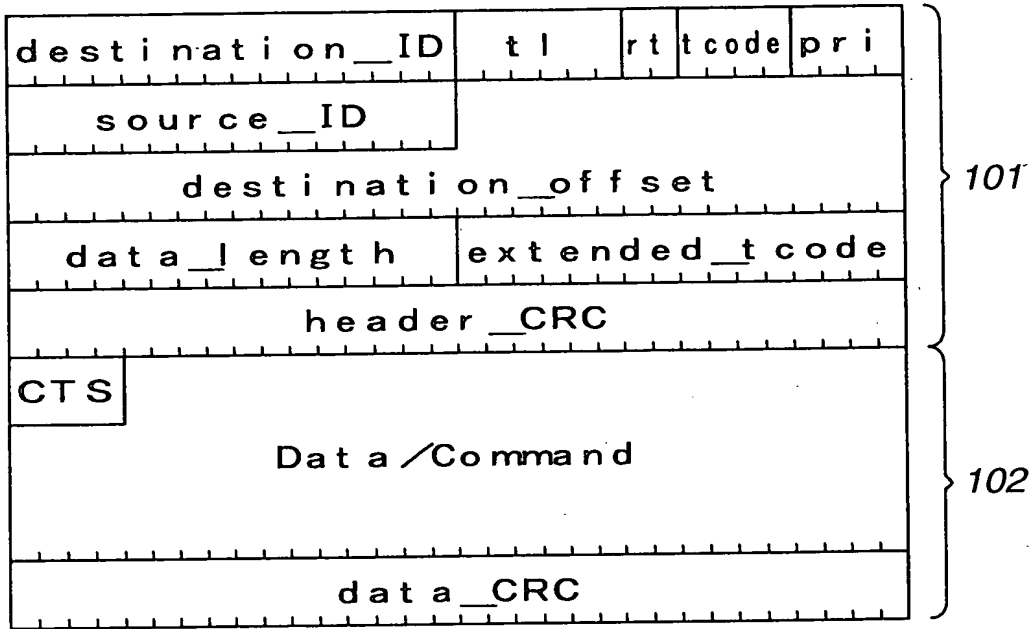 destination_ID tl rt tcode pri
source_ID
destination_offset
101
data_length extended_tcode
header_CRC
CTS
Data/Command
102
data_CRC